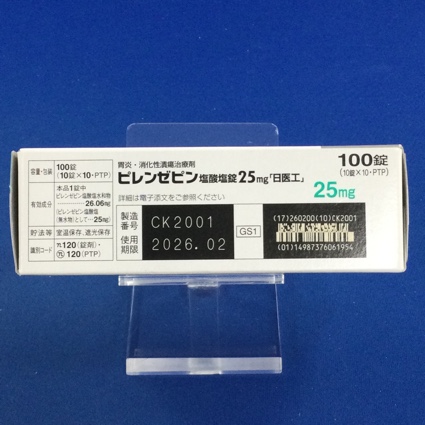 容量・包装
100錠
(10錠×10・PTP)
有効成分
本品1錠中
ピレンゼピン塩酸塩水和物
26.06mg
(ピレンゼピン塩酸塩
(無水物)として…25mg)
貯法等
室温保存、遮光保存
識別コード
120(錠剤)・
120(PTP)
胃炎・消化性潰瘍治療剤
ピレンゼピン塩酸塩錠25mg「日医工」
詳細は電子添文をご参照ください
製造番号
CK2001
使用期限
2026.02
GS1
100錠
(10錠×10・PTP)
25mg
(17)260200(10)CK2001
(01)14987376061954